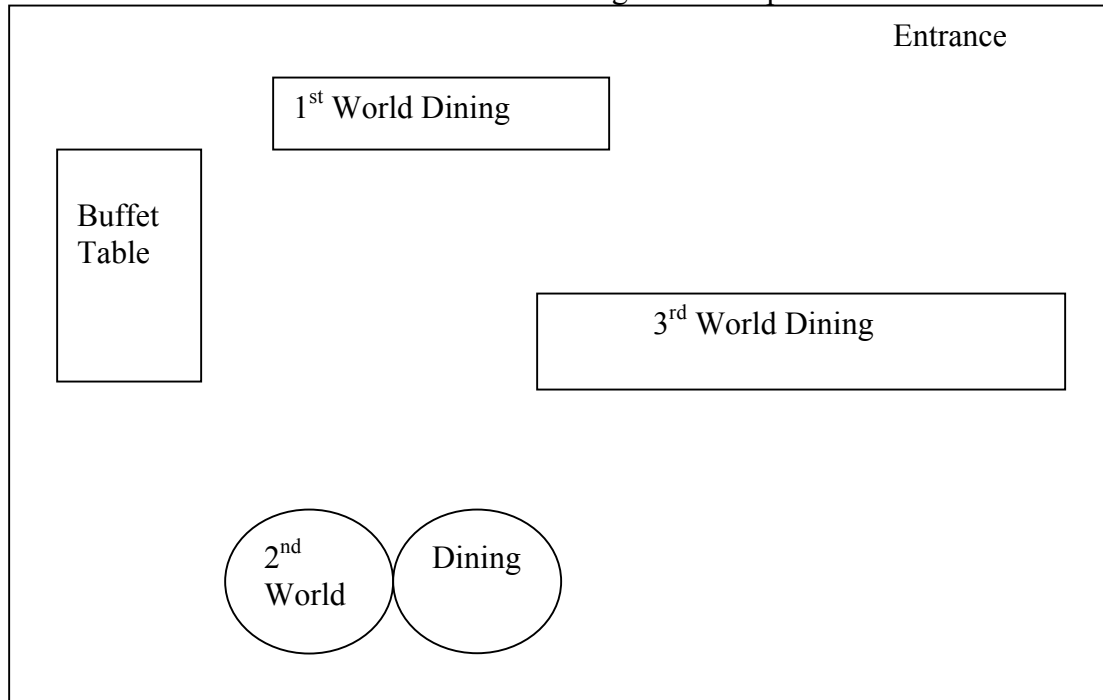 Entrance
1st World Dining
Buffet
Table
3rd World Dining
2nd
World
Dining